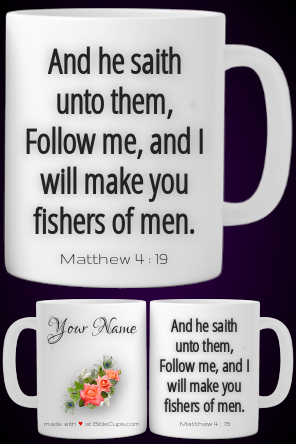 And he saith
unto them,
Follow me, and I
will make you
fishers of men.
Matthew 4 : 19
Your Name
made with ♥ at BibleCups.com
And he saith
unto them,
Follow me, and I
will make you
fishers of men.
Matthew 4 : 19